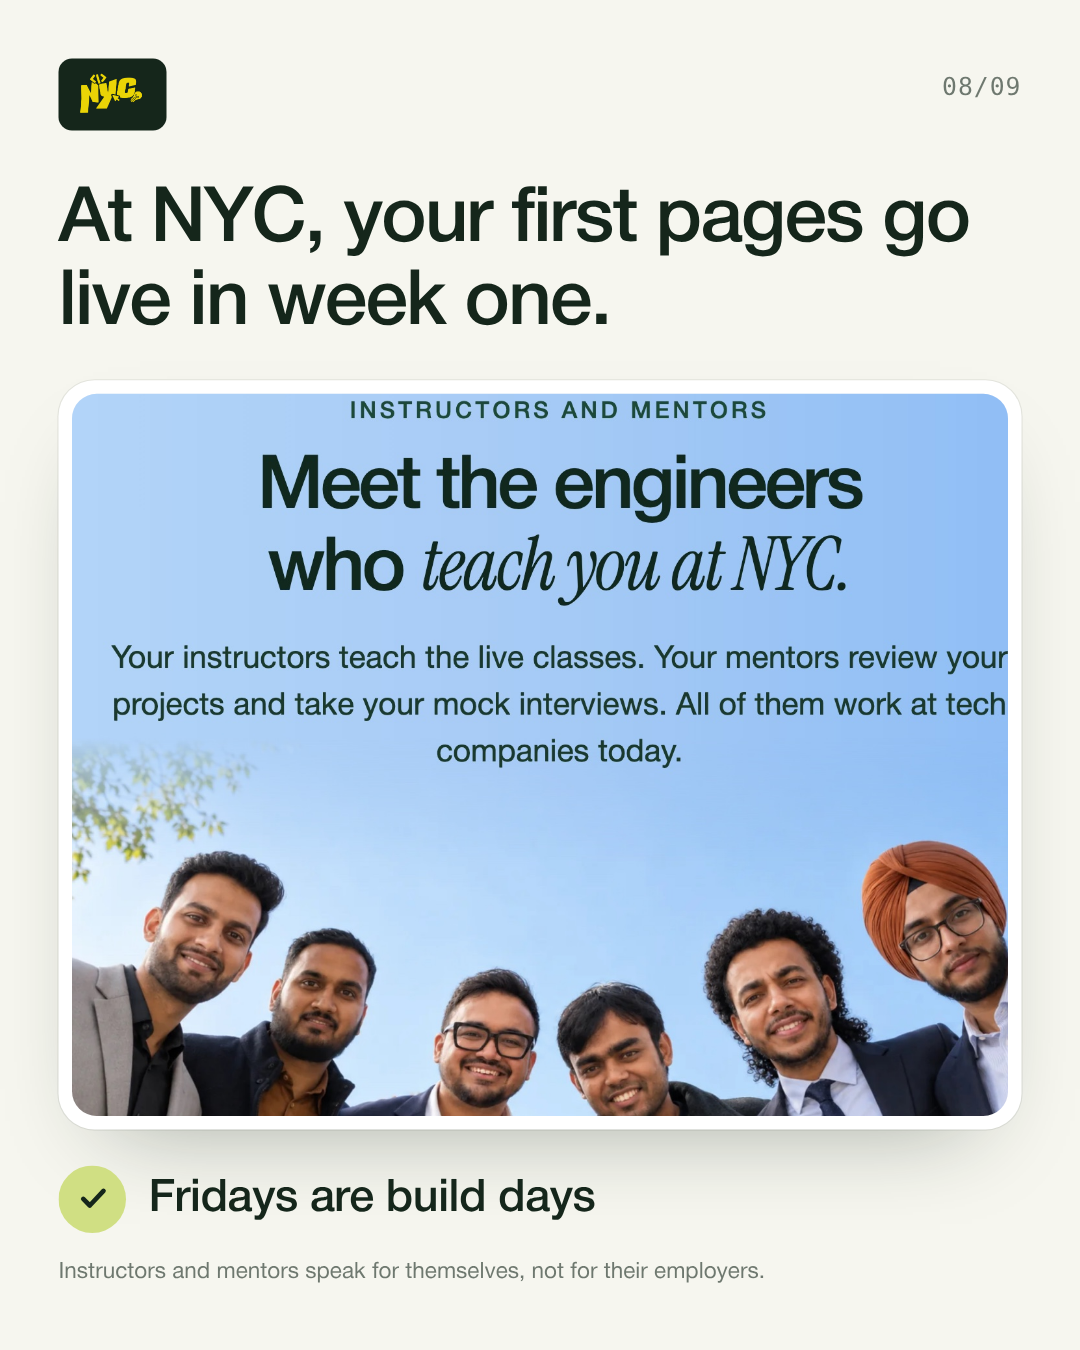 NYC
08/09
At NYC, your first pages go
live in week one.
INSTRUCTORS AND MENTORS
Meet the engineers
who teach you at NYC.
Your instructors teach the live classes. Your mentors review your
projects and take your mock interviews. All of them work at tech
companies today.
Fridays are build days
Instructors and mentors speak for themselves, not for their employers.